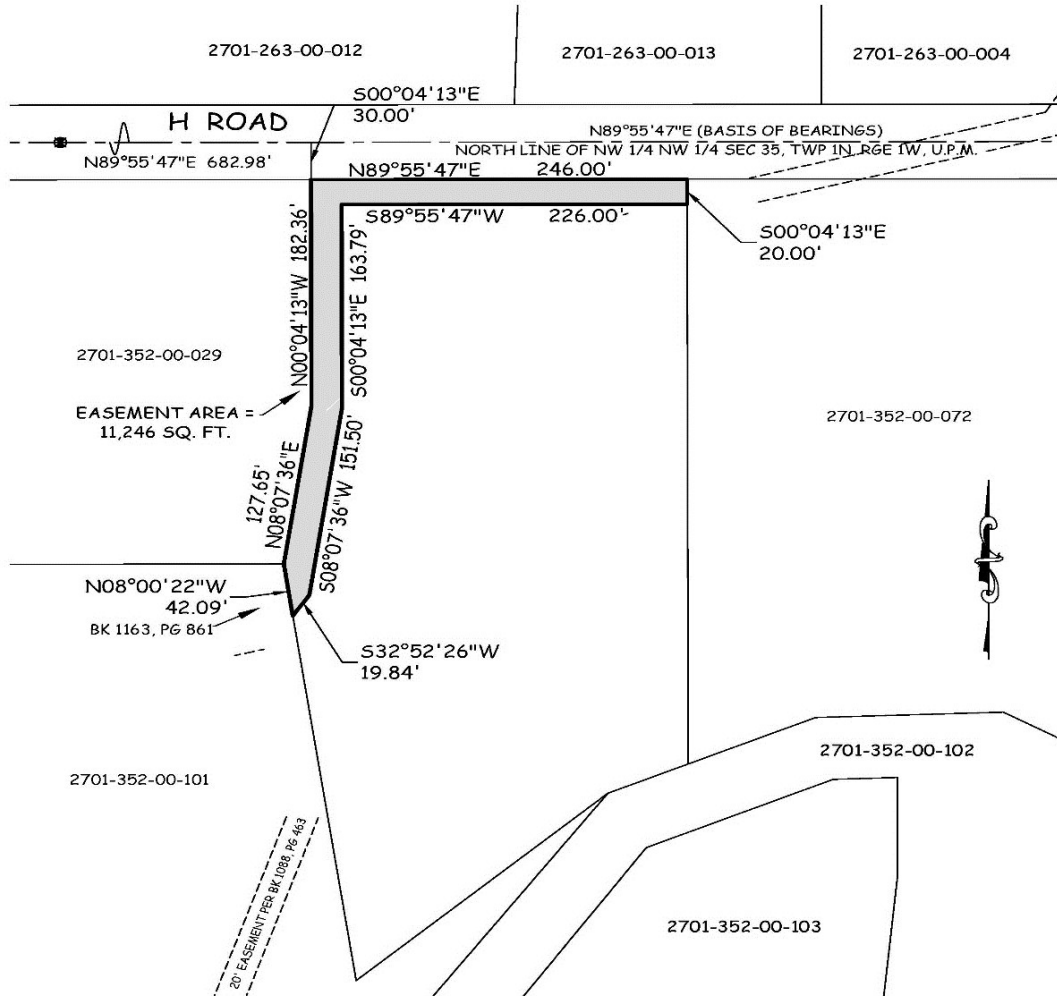 2701-263-00-012
2701-263-00-013
2701-263-00-004
S00°04'13"E
30.00'
H ROAD
N89°55'47"E (BASIS OF BEARINGS)
N89°55'47"E 682.98'
NORTH LINE OF NW 1/4 NW 1/4 SEC 35, TWP 1N, RGE 1W, U.P.M.
N89°55'47"E 246.00'
S89°55'47"W 226.00'
S00°04'13"E
20.00'
N00°04'13"W 182.36'
S00°04'13"E 163.79'
2701-352-00-029
EASEMENT AREA =
11,246 SQ. FT.
2701-352-00-072
127.65'
N08°07'36"E
S08°07'36"W 151.50'
N08°00'22"W
42.09'
BK 1163, PG 861
S32°52'26"W
19.84'
2701-352-00-102
2701-352-00-101
20' EASEMENT PER BK 1088, PG 463
2701-352-00-103